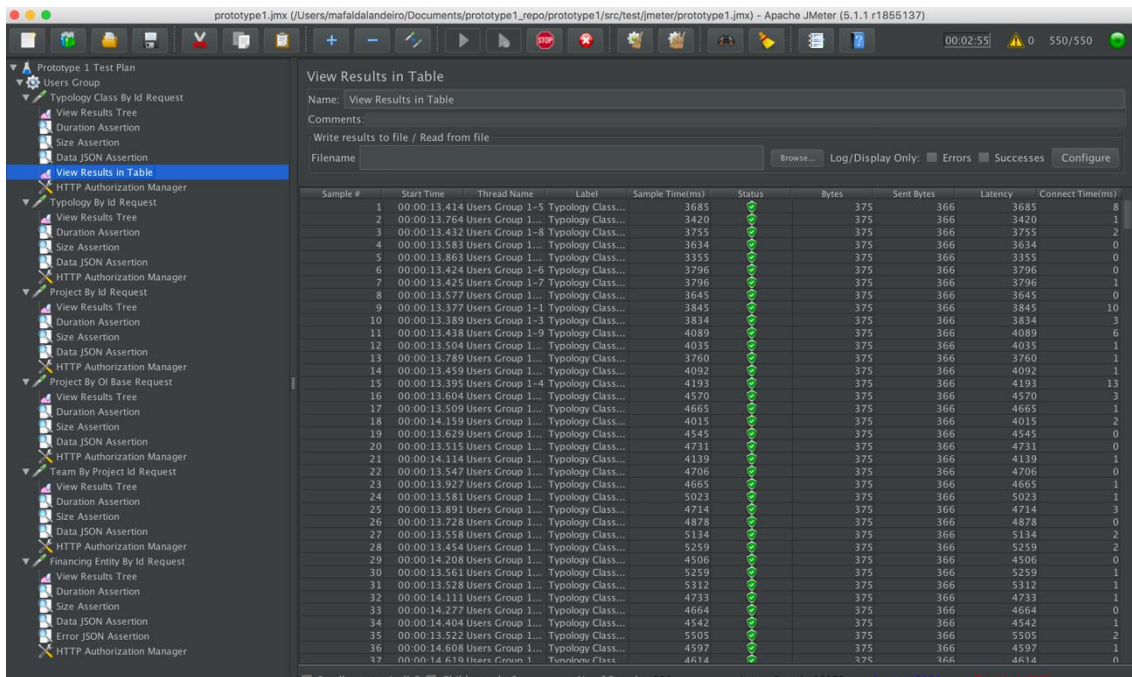 prototype1.jmx (/Users/mafaldalandeiro/Documents/prototype1_repo/prototype1/src/test/jmeter/prototype1.jmx) - Apache JMeter (5.1.1 r1855137)
STOP
00:02:55 0 550/550
Prototype 1 Test Plan
Users Group
Typology Class By Id Request
View Results Tree
Duration Assertion
Size Assertion
Data JSON Assertion
View Results in Table
HTTP Authorization Manager
Typology By Id Request
View Results Tree
Duration Assertion
Size Assertion
Data JSON Assertion
HTTP Authorization Manager
Project By Id Request
View Results Tree
Duration Assertion
Size Assertion
Data JSON Assertion
HTTP Authorization Manager
Project By OI Base Request
View Results Tree
Duration Assertion
Size Assertion
Data JSON Assertion
HTTP Authorization Manager
Team By Project Id Request
View Results Tree
Duration Assertion
Size Assertion
Data JSON Assertion
HTTP Authorization Manager
Financing Entity By Id Request
View Results Tree
Duration Assertion
Size Assertion
Data JSON Assertion
Error JSON Assertion
HTTP Authorization Manager
View Results in Table
Name: View Results in Table
Comments:
Write results to file / Read from file
Filename Browse... Log/Display Only: Errors Successes Configure
Sample # Start Time Thread Name Label Sample Time(ms) Status Bytes Sent Bytes Latency Connect Time(ms)
1 00:00:13.414 Users Group 1-5 Typology Class... 3685 375 366 3685 8
2 00:00:13.764 Users Group 1... Typology Class... 3420 375 366 3420 1
3 00:00:13.432 Users Group 1-8 Typology Class... 3755 375 366 3755 2
4 00:00:13.583 Users Group 1... Typology Class... 3634 375 366 3634 0
5 00:00:13.863 Users Group 1... Typology Class... 3355 375 366 3355 0
6 00:00:13.424 Users Group 1-6 Typology Class... 3796 375 366 3796 0
7 00:00:13.425 Users Group 1-7 Typology Class... 3796 375 366 3796 1
8 00:00:13.577 Users Group 1... Typology Class... 3645 375 366 3645 0
9 00:00:13.377 Users Group 1-1 Typology Class... 3845 375 366 3845 10
10 00:00:13.389 Users Group 1-3 Typology Class... 3834 375 366 3834 3
11 00:00:13.438 Users Group 1-9 Typology Class... 4089 375 366 4089 6
12 00:00:13.504 Users Group 1... Typology Class... 4035 375 366 4035 1
13 00:00:13.789 Users Group 1... Typology Class... 3760 375 366 3760 1
14 00:00:13.459 Users Group 1... Typology Class... 4092 375 366 4092 1
15 00:00:13.395 Users Group 1-4 Typology Class... 4193 375 366 4193 13
16 00:00:13.604 Users Group 1... Typology Class... 4570 375 366 4570 3
17 00:00:13.509 Users Group 1... Typology Class... 4665 375 366 4665 1
18 00:00:14.159 Users Group 1... Typology Class... 4015 375 366 4015 2
19 00:00:13.629 Users Group 1... Typology Class... 4545 375 366 4545 0
20 00:00:13.515 Users Group 1... Typology Class... 4731 375 366 4731 0
21 00:00:14.114 Users Group 1... Typology Class... 4139 375 366 4139 1
22 00:00:13.547 Users Group 1... Typology Class... 4706 375 366 4706 0
23 00:00:13.927 Users Group 1... Typology Class... 4665 375 366 4665 1
24 00:00:13.581 Users Group 1... Typology Class... 5023 375 366 5023 1
25 00:00:13.891 Users Group 1... Typology Class... 4714 375 366 4714 3
26 00:00:13.728 Users Group 1... Typology Class... 4878 375 366 4878 0
27 00:00:13.558 Users Group 1... Typology Class... 5134 375 366 5134 2
28 00:00:13.454 Users Group 1... Typology Class... 5259 375 366 5259 2
29 00:00:14.208 Users Group 1... Typology Class... 4506 375 366 4506 0
30 00:00:13.561 Users Group 1... Typology Class... 5259 375 366 5259 1
31 00:00:13.528 Users Group 1... Typology Class... 5312 375 366 5312 1
32 00:00:14.111 Users Group 1... Typology Class... 4733 375 366 4733 1
33 00:00:14.277 Users Group 1... Typology Class... 4664 375 366 4664 0
34 00:00:14.404 Users Group 1... Typology Class... 4542 375 366 4542 1
35 00:00:13.522 Users Group 1... Typology Class... 5505 375 366 5505 2
36 00:00:14.608 Users Group 1... Typology Class... 4597 375 366 4597 1
37 00:00:14.619 Users Group 1... Typology Class... 4614 375 366 4614 0